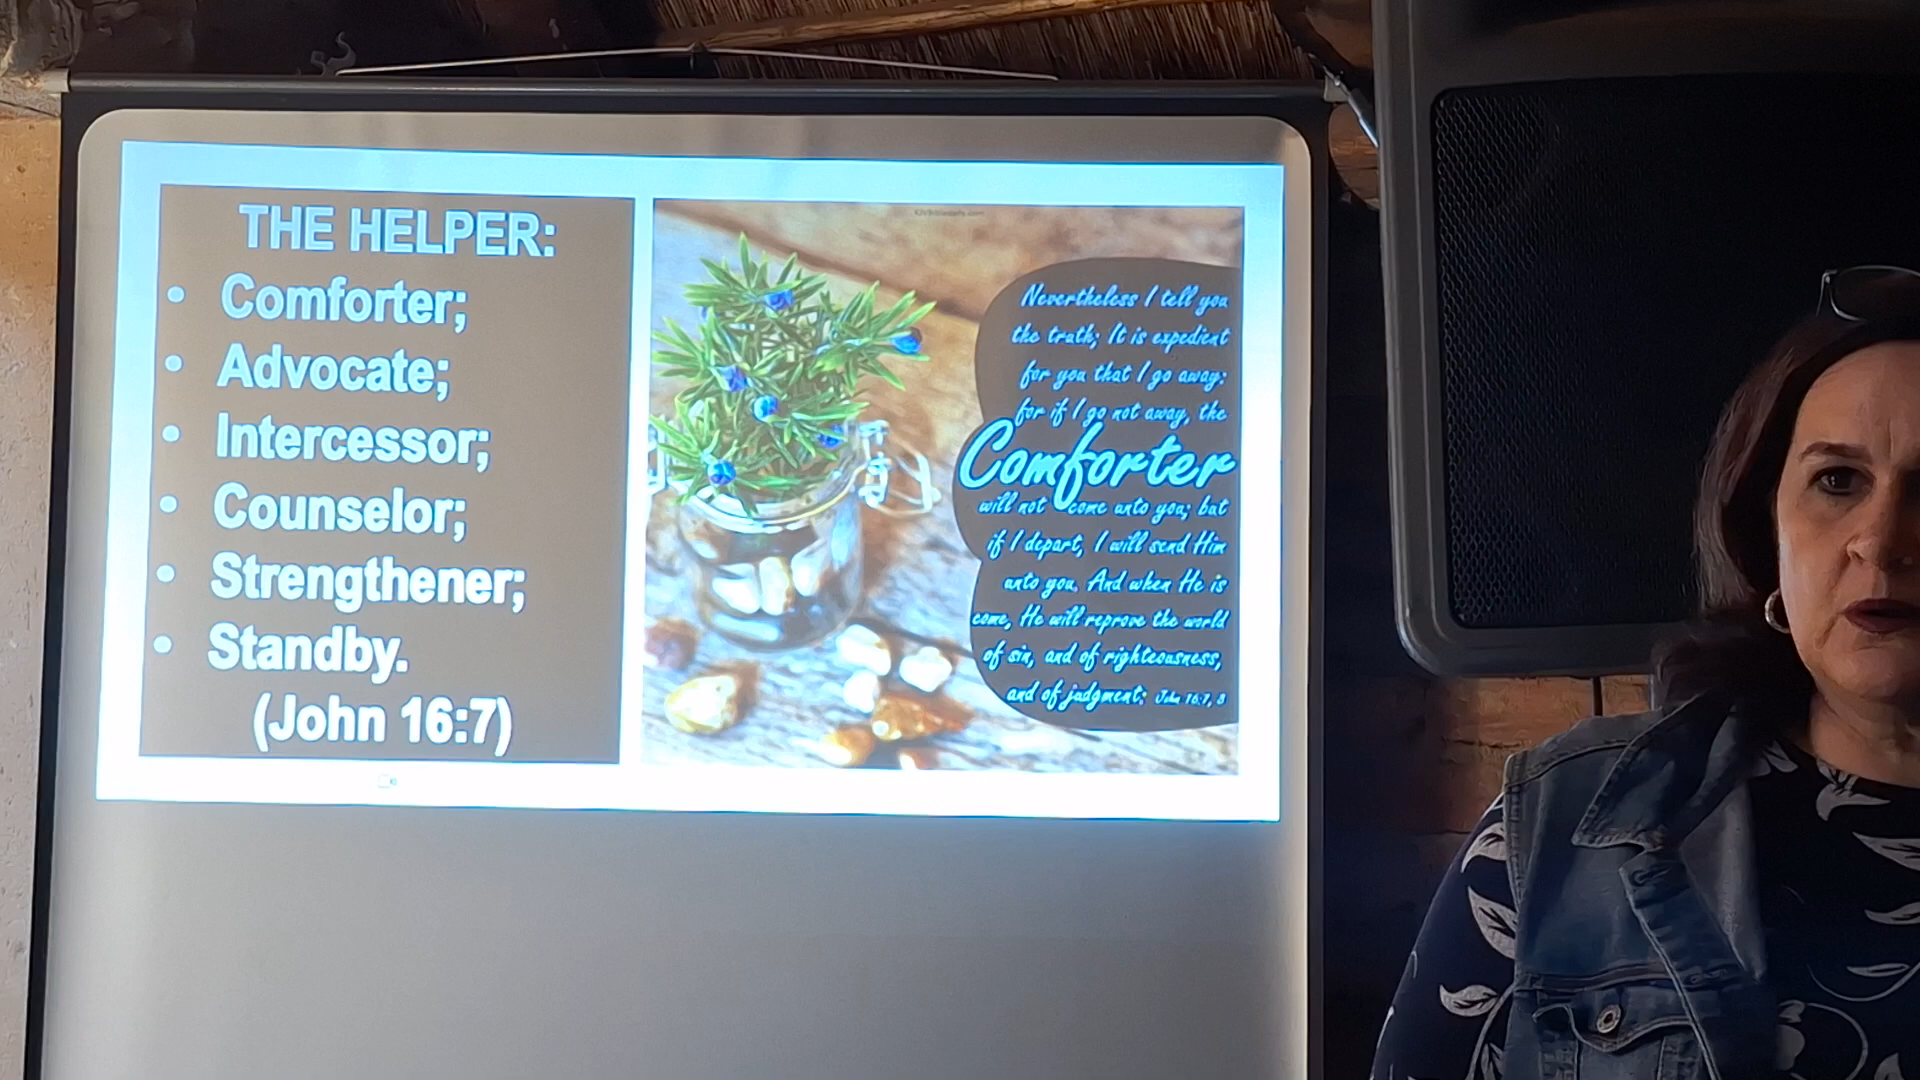 THE HELPER:
• Comforter;
• Advocate;
• Intercessor;
• Counselor;
• Strengthener;
• Standby.
(John 16:7)
Nevertheless I tell you
the truth; It is expedient
for you that I go away:
for if I go not away, the
Comforter
will not come unto you; but
if I depart, I will send Him
unto you. And when He is
come, He will reprove the world
of sin, and of righteousness,
and of judgment: John 16:7, 8